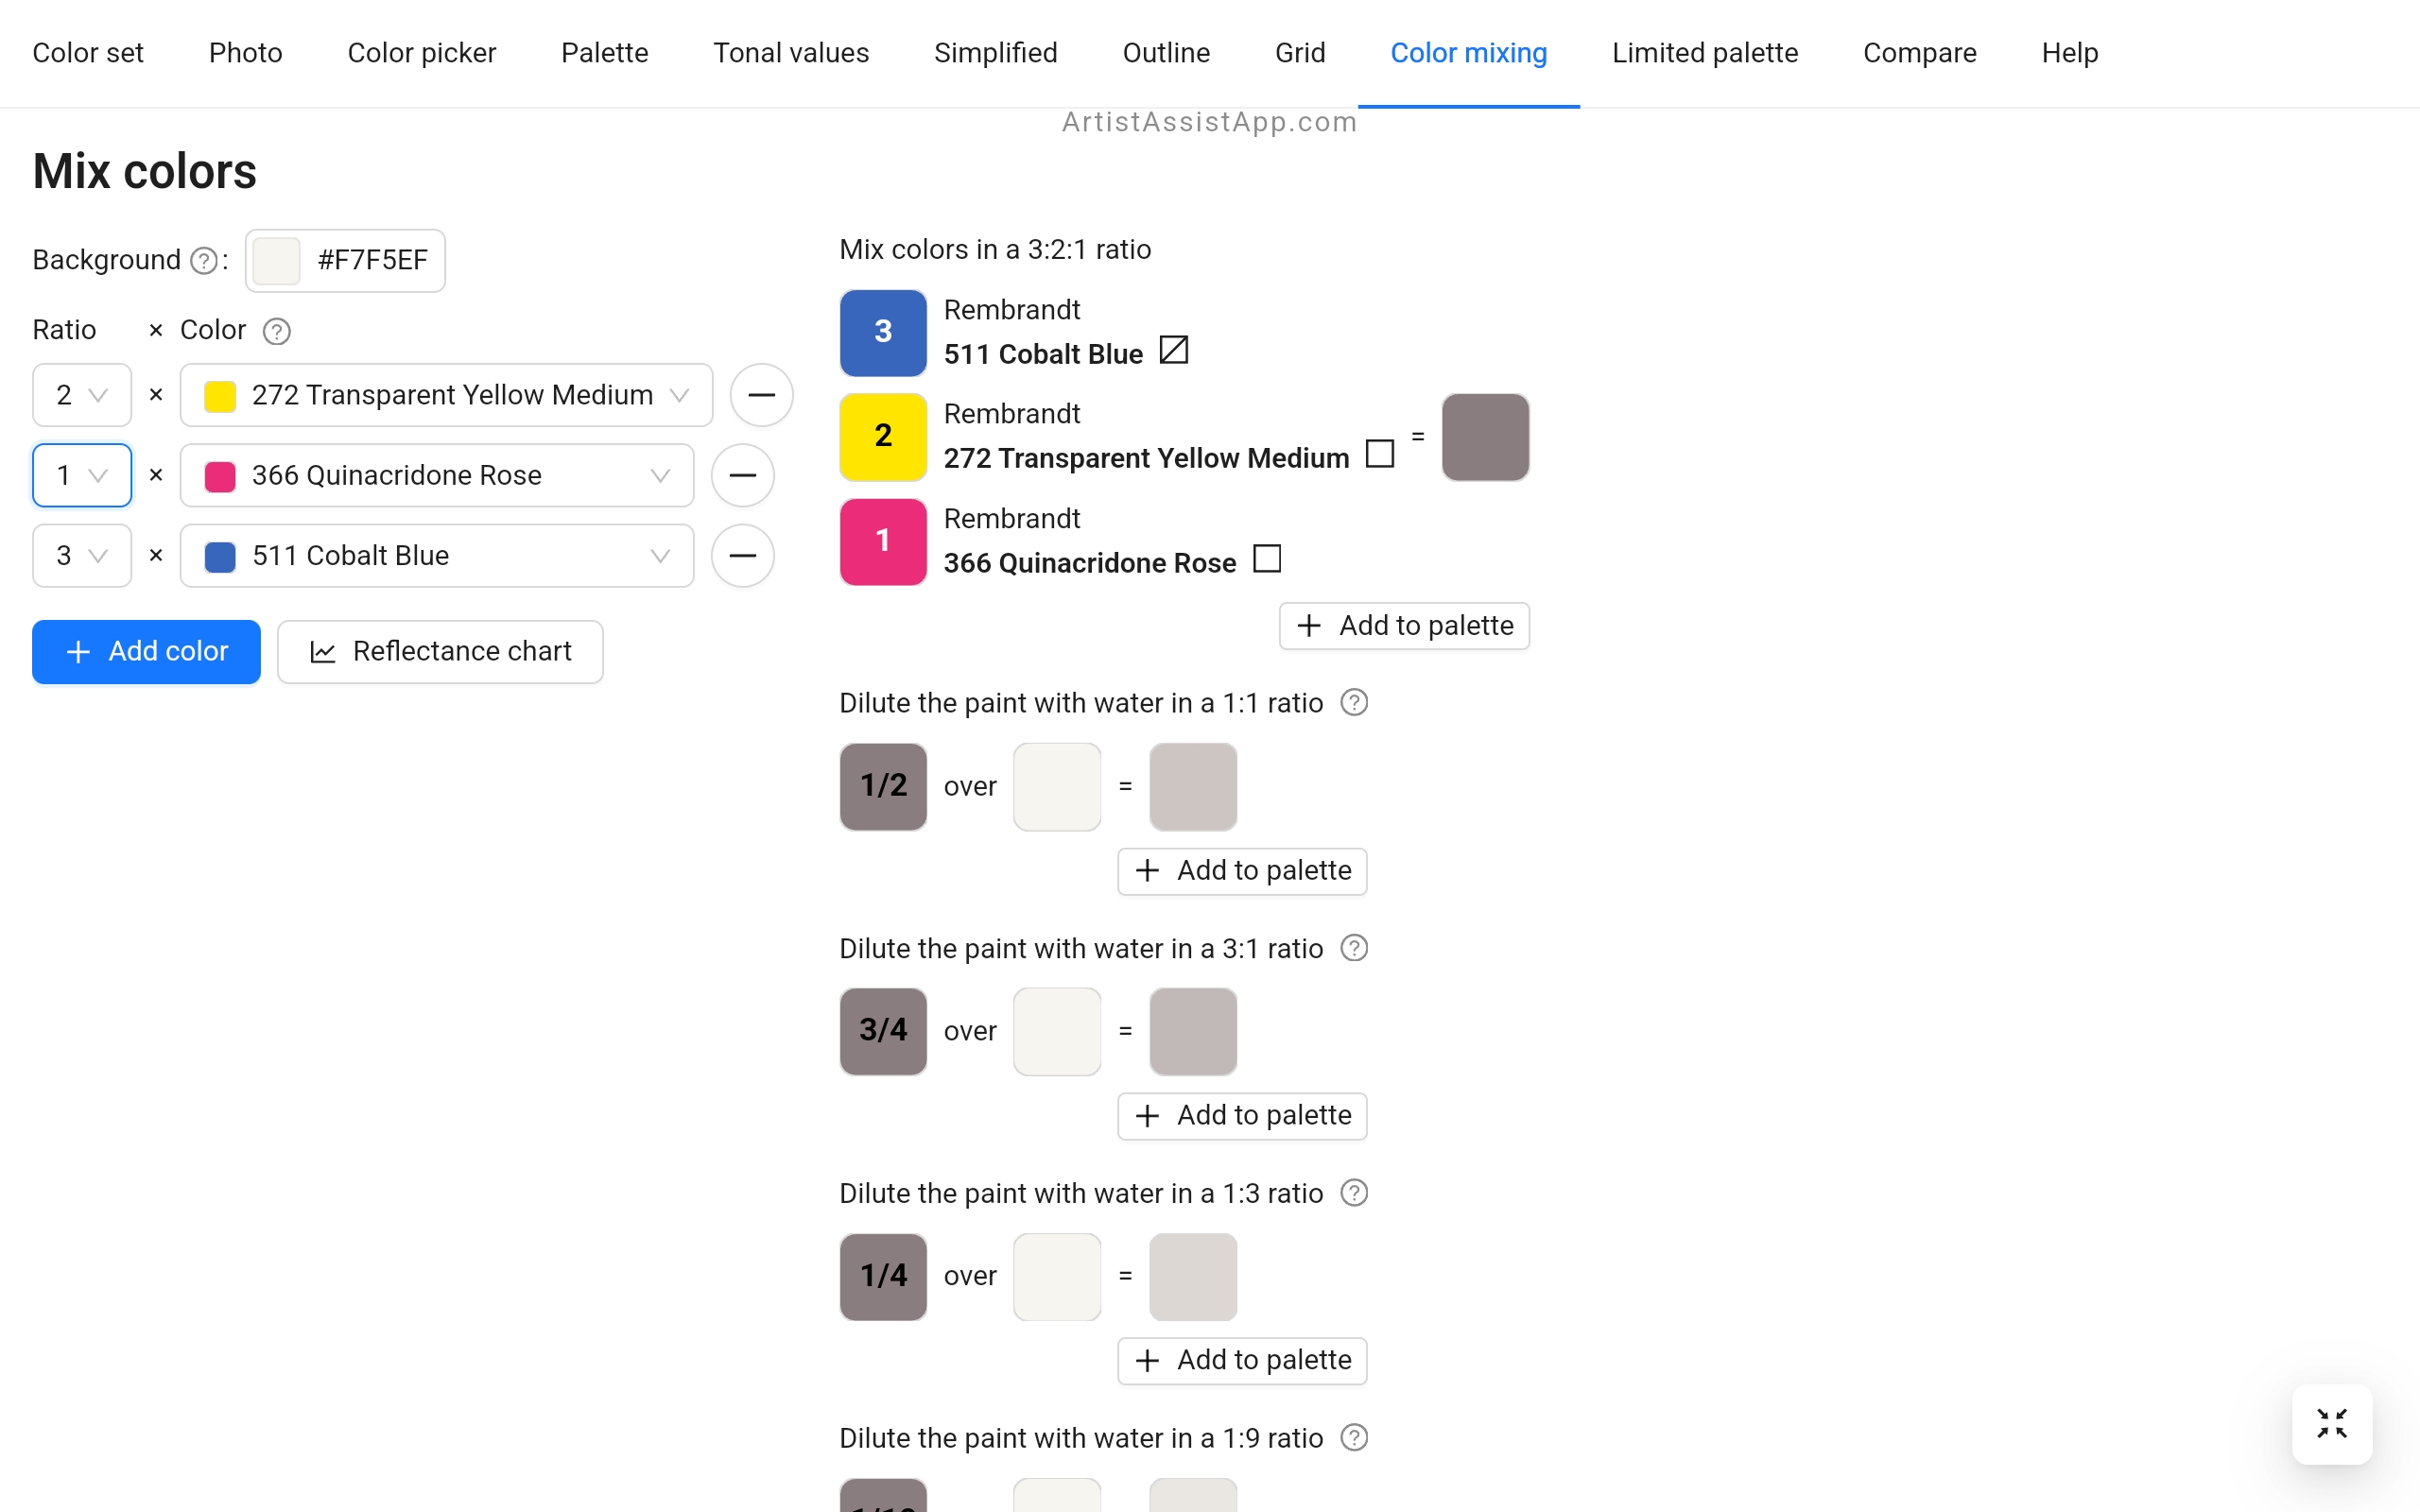 Color set Photo Color picker Palette Tonal values Simplified Outline Grid Color mixing Limited palette Compare Help
ArtistAssistApp.com
Mix colors
Background ? : #F7F5EF
Ratio × Color ?
2 × 272 Transparent Yellow Medium
1 × 366 Quinacridone Rose
3 × 511 Cobalt Blue
+ Add color Reflectance chart
Mix colors in a 3:2:1 ratio
3 Rembrandt
511 Cobalt Blue
2 Rembrandt
272 Transparent Yellow Medium =
1 Rembrandt
366 Quinacridone Rose
+ Add to palette
Dilute the paint with water in a 1:1 ratio ?
1/2 over =
+ Add to palette
Dilute the paint with water in a 3:1 ratio ?
3/4 over =
+ Add to palette
Dilute the paint with water in a 1:3 ratio ?
1/4 over =
+ Add to palette
Dilute the paint with water in a 1:9 ratio ?